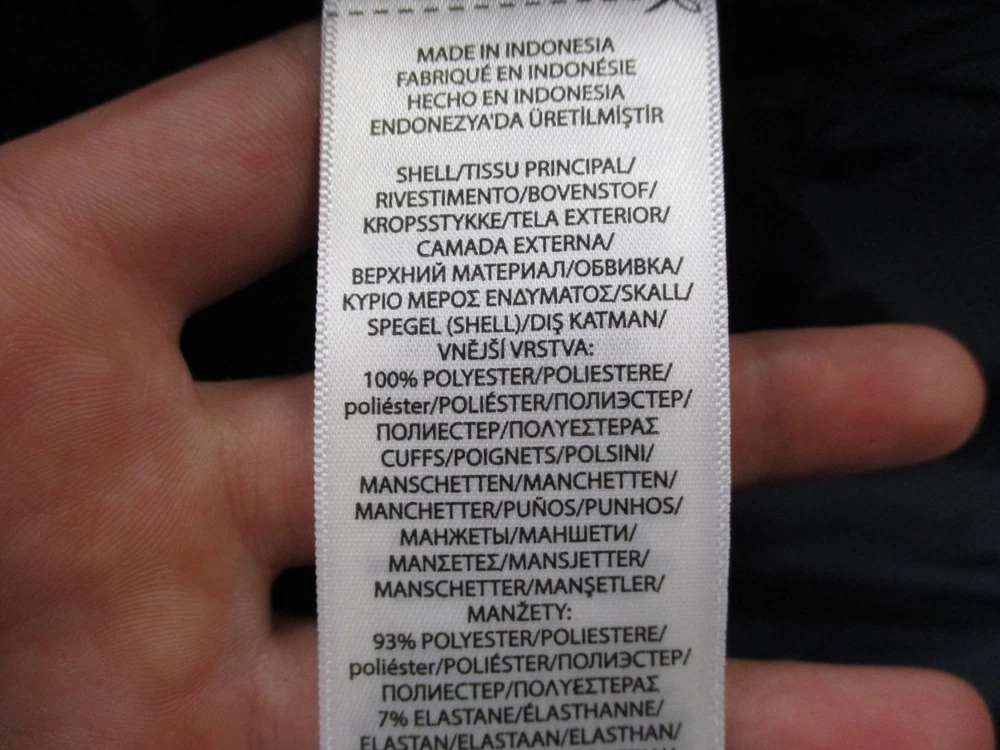 MADE IN INDONESIA
FABRIQUÉ EN INDONÉSIE
HECHO EN INDONESIA
ENDONEZYA'DA ÜRETİLMİŞTİR
SHELL/TISSU PRINCIPAL/
RIVESTIMENTO/BOVENSTOF/
KROPSSTYKKE/TELA EXTERIOR/
CAMADA EXTERNA/
ВЕРХНИЙ МАТЕРИАЛ/ОБВИВКА/
ΚΥΡΙΟ ΜΕΡΟΣ ΕΝΔΥΜΑΤΟΣ/SKALL/
SPEGEL (SHELL)/DIŞ KATMAN/
VNĚJŠÍ VRSTVA:
100% POLYESTER/POLIESTERE/
poliéster/POLIÉSTER/ПОЛИЭСТЕР/
ПОЛИЕСТЕР/ΠΟΛΥΕΣΤΕΡΑΣ
CUFFS/POIGNETS/POLSINI/
MANSCHETTEN/MANCHETTEN/
MANCHETTER/PUÑOS/PUNHOS/
МАНЖЕТЫ/МАНШЕТИ/
ΜΑΝΣΕΤΕΣ/MANSJETTER/
MANSCHETTER/MANŞETLER/
MANŽETY:
93% POLYESTER/POLIESTERE/
poliéster/POLIÉSTER/ПОЛИЭСТЕР/
ПОЛИЕСТЕР/ΠΟΛΥΕΣΤΕΡΑΣ
7% ELASTANE/ÉLASTHANNE/
ELASTAN/ELASTAAN/ELASTHAN/